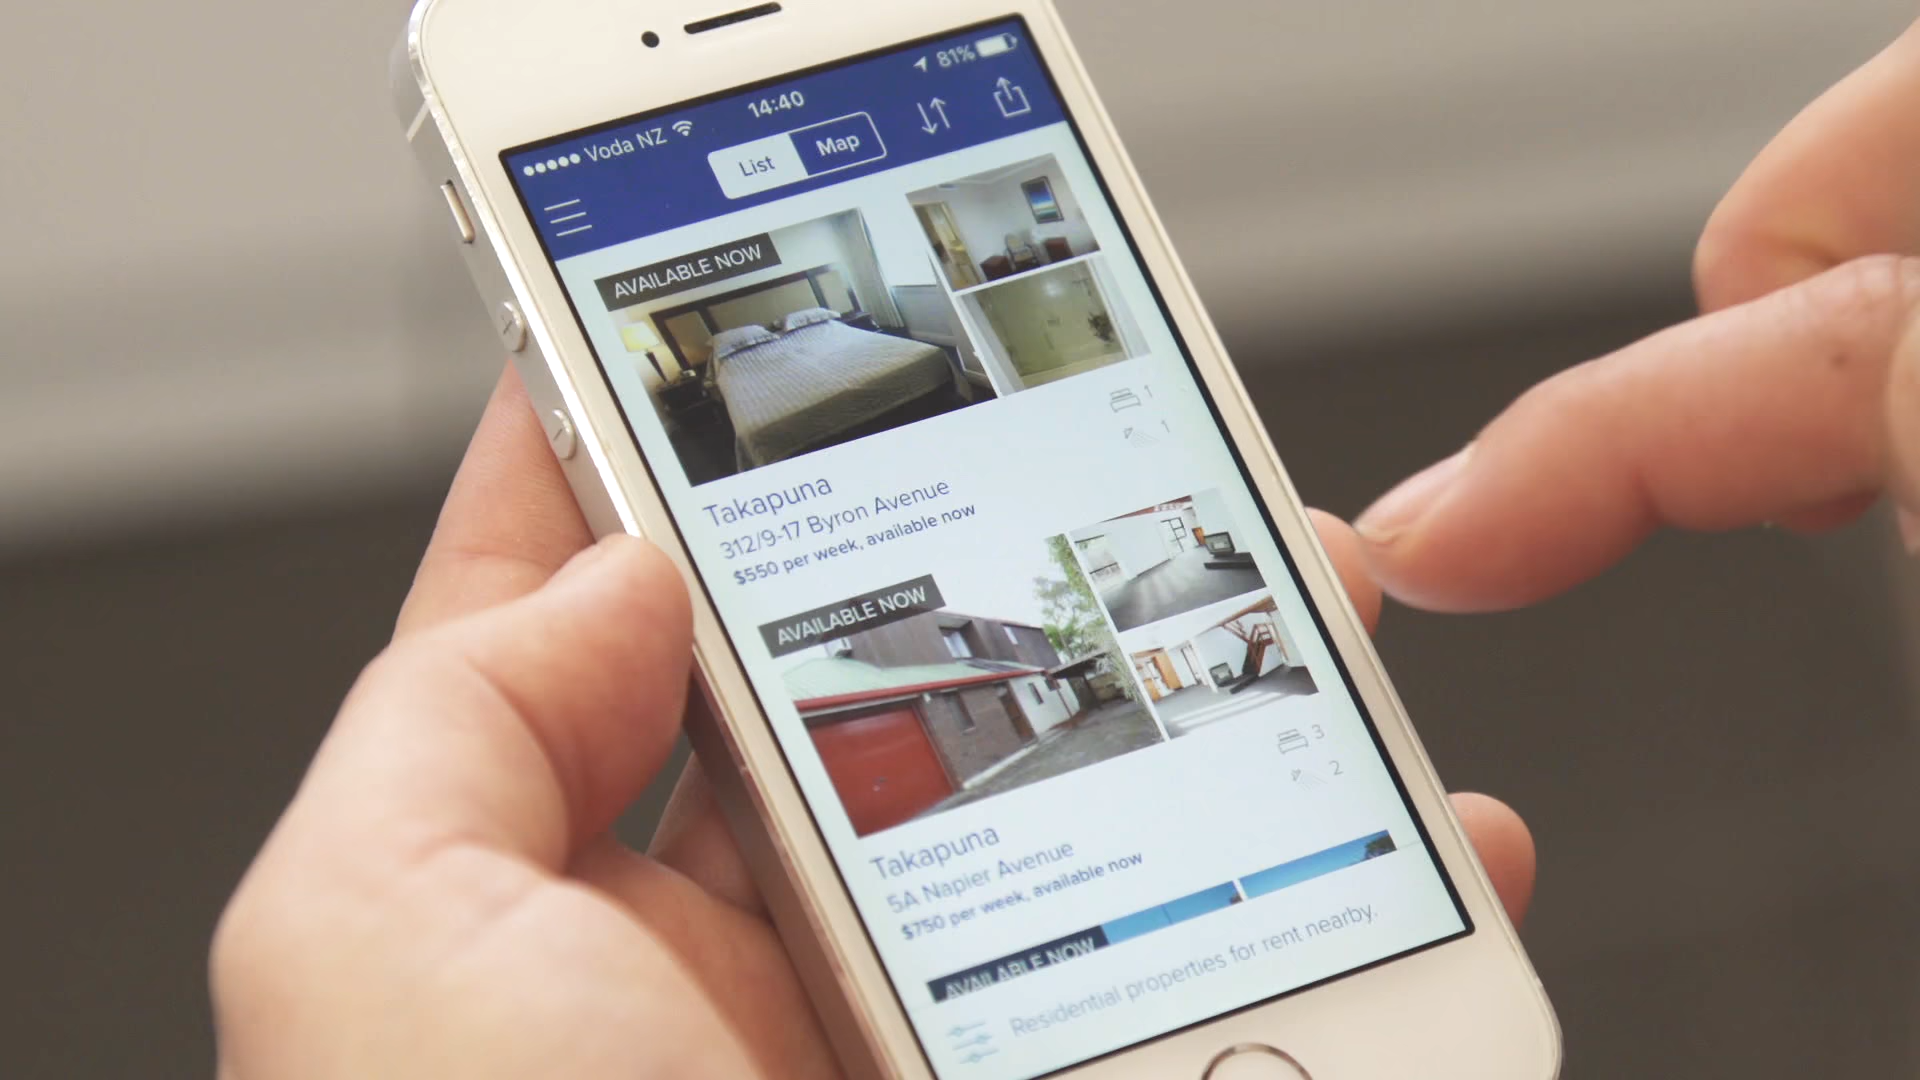 Voda NZ 14:40 81%
List Map
AVAILABLE NOW
1
1
Takapuna
312/9-17 Byron Avenue
$550 per week, available now
AVAILABLE NOW
3
2
Takapuna
5A Napier Avenue
$750 per week, available now
AVAILABLE NOW
Residential properties for rent nearby.